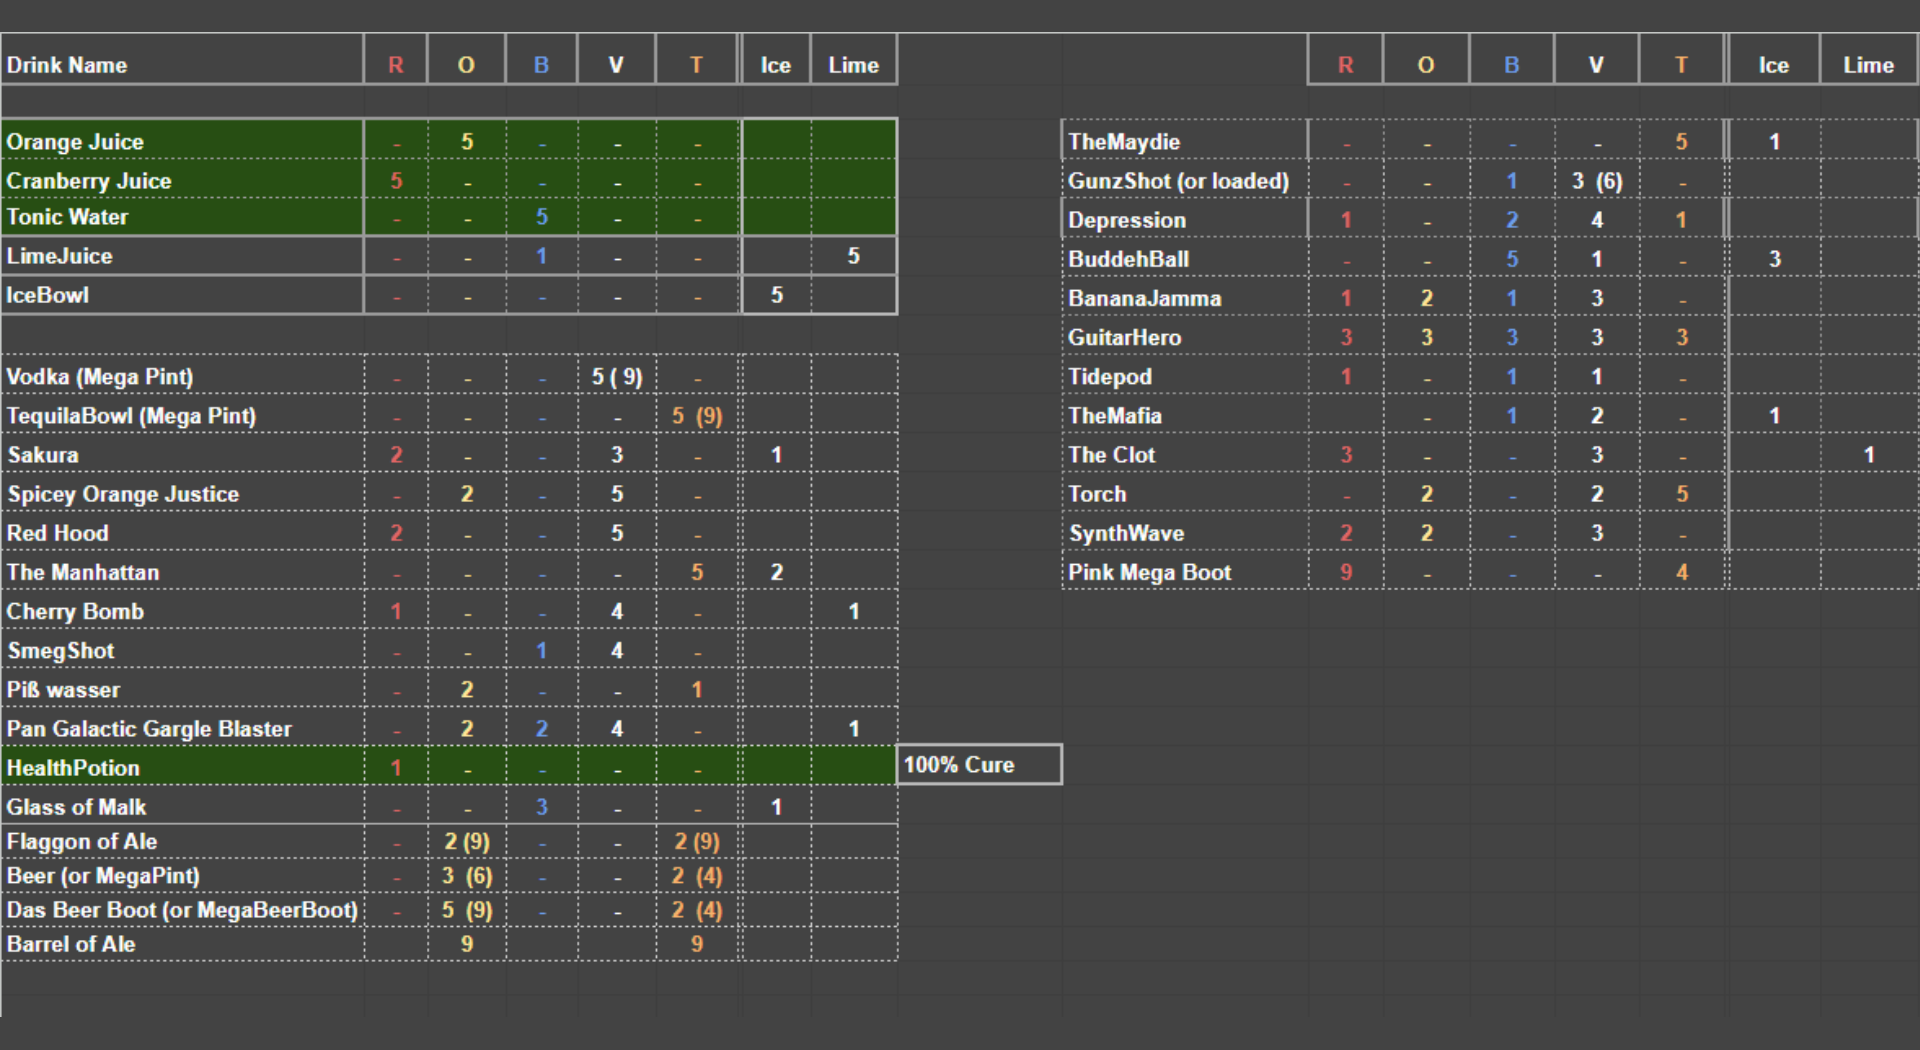 Drink Name R O B V T Ice Lime
Orange Juice - 5 - - -
Cranberry Juice 5 - - - -
Tonic Water - - 5 - -
LimeJuice - - 1 - - 5
IceBowl - - - - - 5
Vodka (Mega Pint) - - - 5 ( 9) -
TequilaBowl (Mega Pint) - - - - 5 (9)
Sakura 2 - - 3 - 1
Spicey Orange Justice - 2 - 5 -
Red Hood 2 - - 5 -
The Manhattan - - - - 5 2
Cherry Bomb 1 - - 4 - 1
SmegShot - - 1 4 -
Piß wasser - 2 - - 1
Pan Galactic Gargle Blaster - 2 2 4 - 1
HealthPotion 1 - - - - 100% Cure
Glass of Malk - - 3 - - 1
Flaggon of Ale - 2 (9) - - 2 (9)
Beer (or MegaPint) - 3 (6) - - 2 (4)
Das Beer Boot (or MegaBeerBoot) - 5 (9) - - 2 (4)
Barrel of Ale 9 9
R O B V T Ice Lime
TheMaydie - - - - 5 1
GunzShot (or loaded) - - 1 3 (6) -
Depression 1 - 2 4 1
BuddehBall - - 5 1 - 3
BananaJamma 1 2 1 3 -
GuitarHero 3 3 3 3 3
Tidepod 1 - 1 1 -
TheMafia - 1 2 - 1
The Clot 3 - - 3 - 1
Torch - 2 - 2 5
SynthWave 2 2 - 3 -
Pink Mega Boot 9 - - - 4